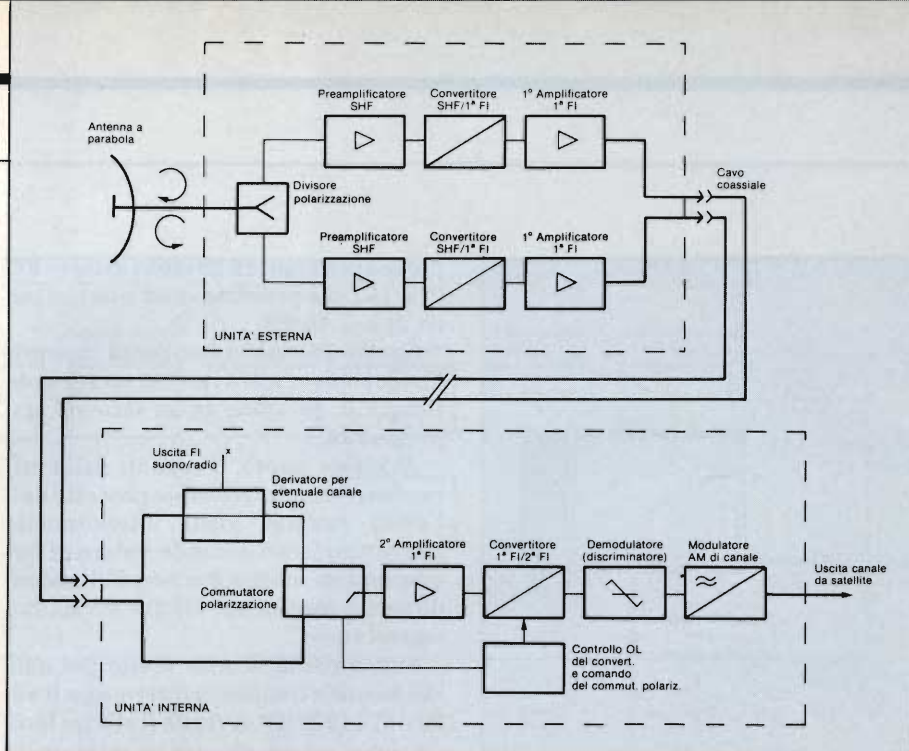 Antenna a
parabola
Preamplificatore
SHF
Convertitore
SHF/1ª FI
1º Amplificatore
1ª FI
Divisore
polarizzazione
Cavo
coassiale
Preamplificatore
SHF
Convertitore
SHF/1ª FI
1º Amplificatore
1ª FI
UNITA' ESTERNA
Uscita FI
suono/radio
x
Derivatore per
eventuale canale
suono
Commutatore
polarizzazione
2º Amplificatore
1ª FI
Convertitore
1ª FI/2ª FI
Demodulatore
(discriminatore)
Modulatore
AM di canale
Uscita canale
da satellite
Controllo OL
del convert.
e comando
del commut. polariz.
UNITA' INTERNA